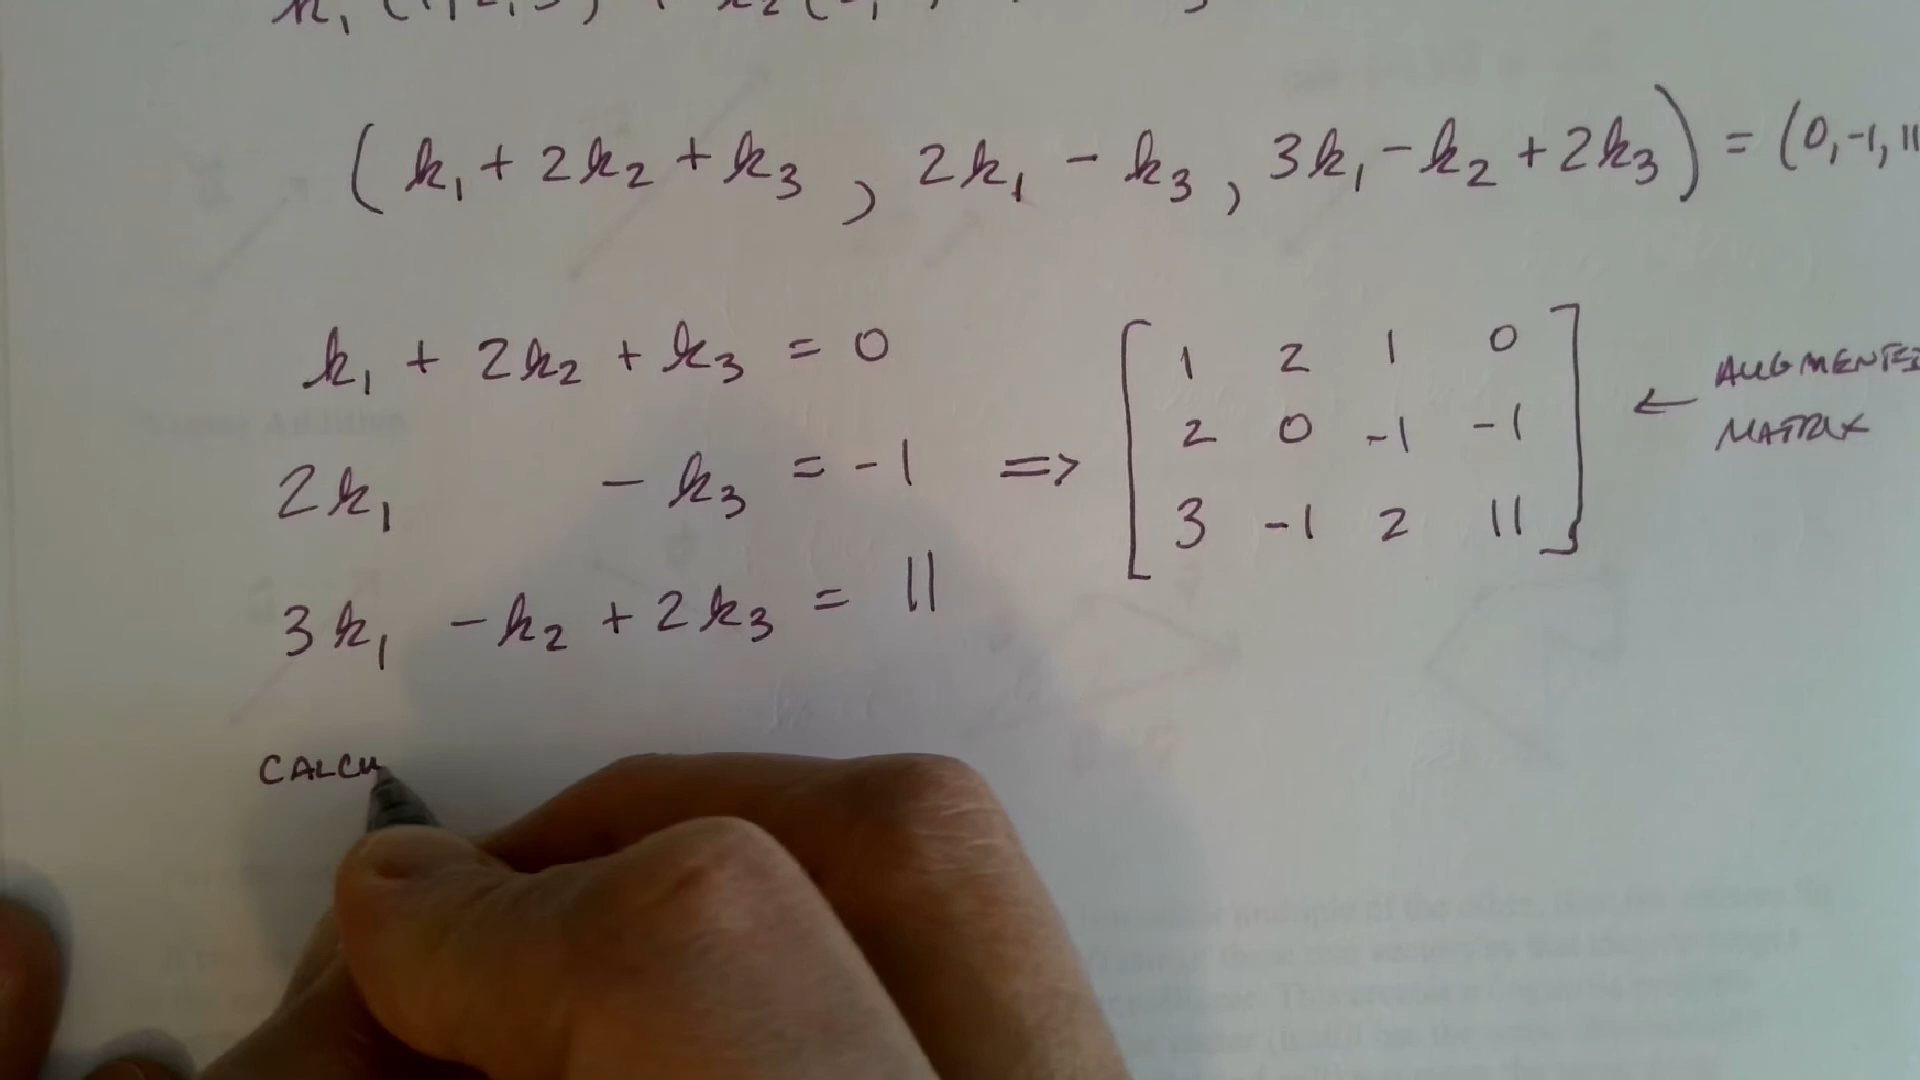 (k₁ + 2k₂ + k₃, 2k₁ - k₃, 3k₁ - k₂ + 2k₃) = (0, -1, 11
k₁ + 2k₂ + k₃ = 0
2k₁ - k₃ = -1 =>
3k₁ - k₂ + 2k₃ = 11
1 2 1 0
2 0 -1 -1
3 -1 2 11
← AUGMENTED
MATRIX
CALCU